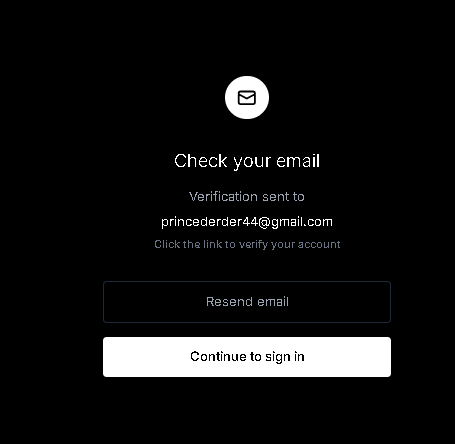 Check your email
Verification sent to
princederder44@gmail.com
Click the link to verify your account
Resend email
Continue to sign in